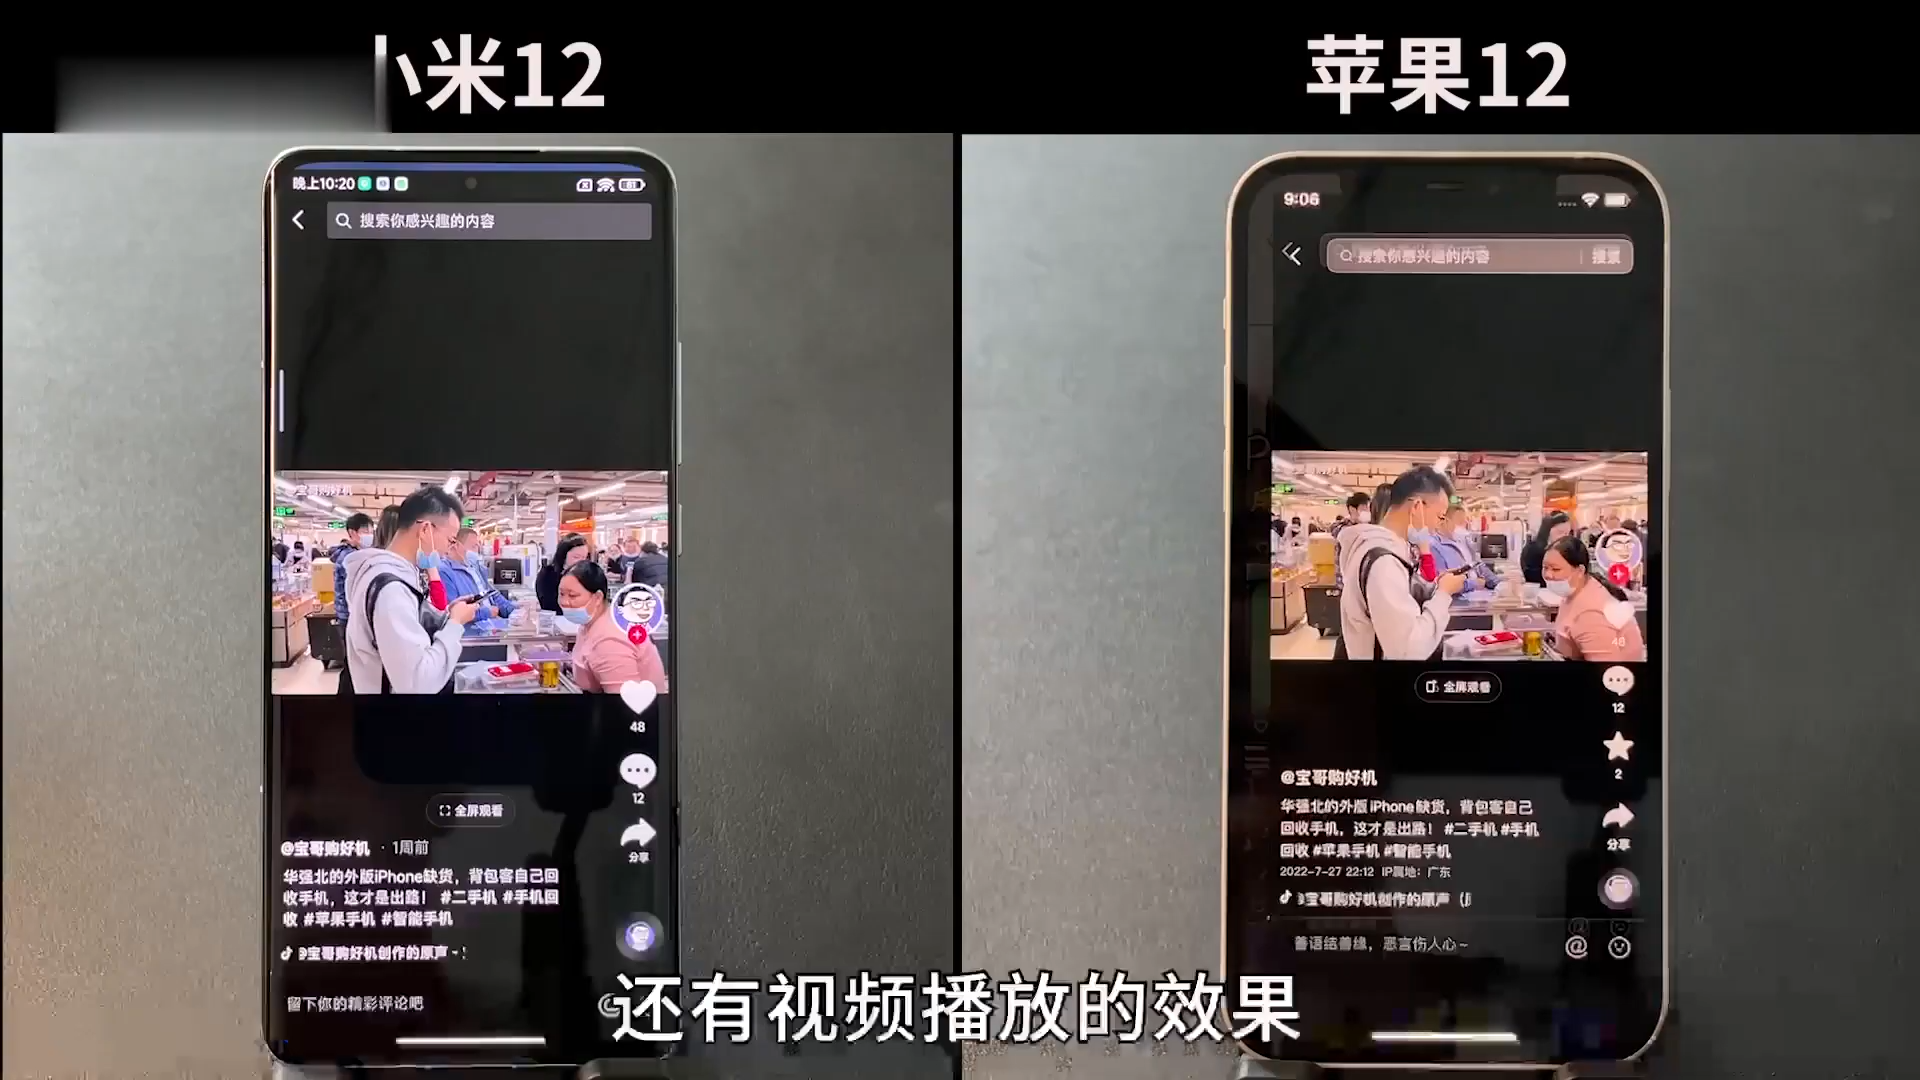 小米12
苹果12
晚上10:20
搜索你感兴趣的内容
@宝哥购好机
48
12
分享
全屏观看
@宝哥购好机 · 1周前
华强北的外版iPhone缺货，背包客自己回
收手机，这才是出路！ #二手机 #手机回
收 #苹果手机 #智能手机
@宝哥购好机创作的原声 -
留下你的精彩评论吧
9:06
搜索你感兴趣的内容 | 搜索
48
全屏观看
12
2
分享
@宝哥购好机
华强北的外版iPhone缺货，背包客自己
回收手机，这才是出路！ #二手机 #手机
回收 #苹果手机 #智能手机
2022-7-27 22:12 IP属地：广东
@宝哥购好机创作的原声
善语结善缘，恶言伤人心~
还有视频播放的效果